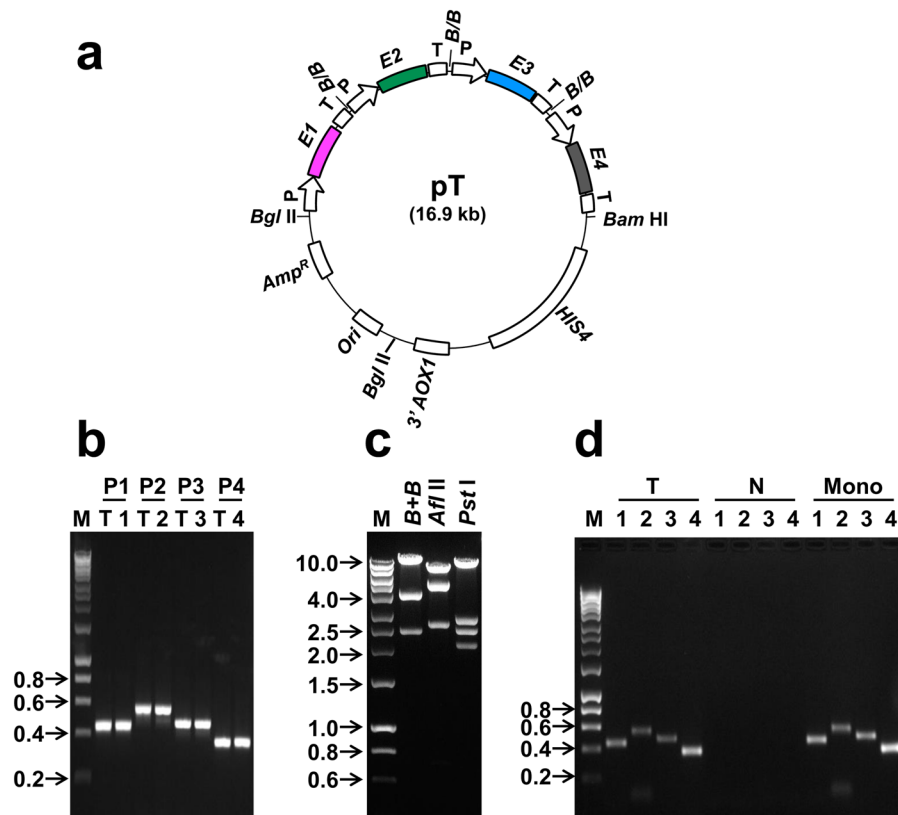 a
E2
T
B/B
P
E3
T
B/B
P
E4
T
Bam HI
HIS4
3' AOX1
Bgl II
Ori
Amp^R
Bgl II
P
E1
T
B/B
P
pT
(16.9 kb)
b
P1 P2 P3 P4
M T 1 T 2 T 3 T 4
0.8→
0.6→
0.4→
0.2→
c
M B+B Afl II Pst I
10.0→
4.0→
2.5→
2.0→
1.5→
1.0→
0.8→
0.6→
d
T N Mono
M 1 2 3 4 1 2 3 4 1 2 3 4
0.8→
0.6→
0.4→
0.2→